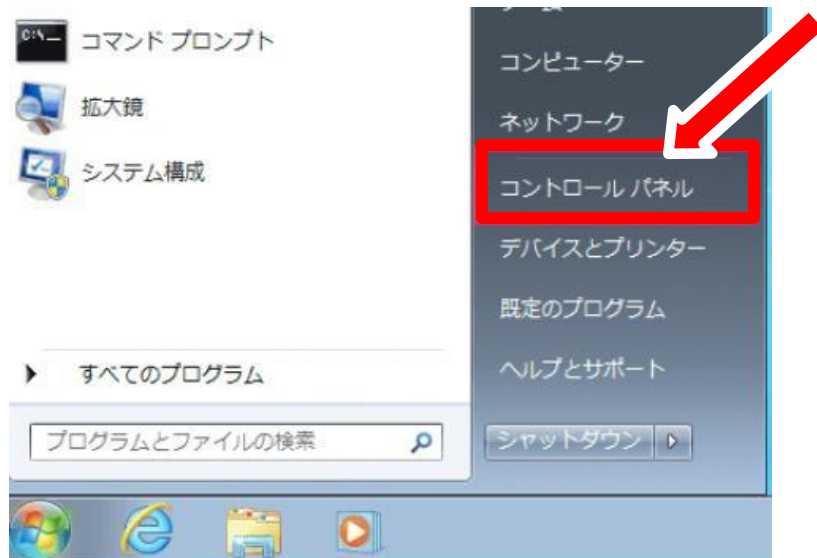 コマンド プロンプト
拡大鏡
システム構成
すべてのプログラム
プログラムとファイルの検索
コンピューター
ネットワーク
コントロール パネル
デバイスとプリンター
既定のプログラム
ヘルプとサポート
シャットダウン